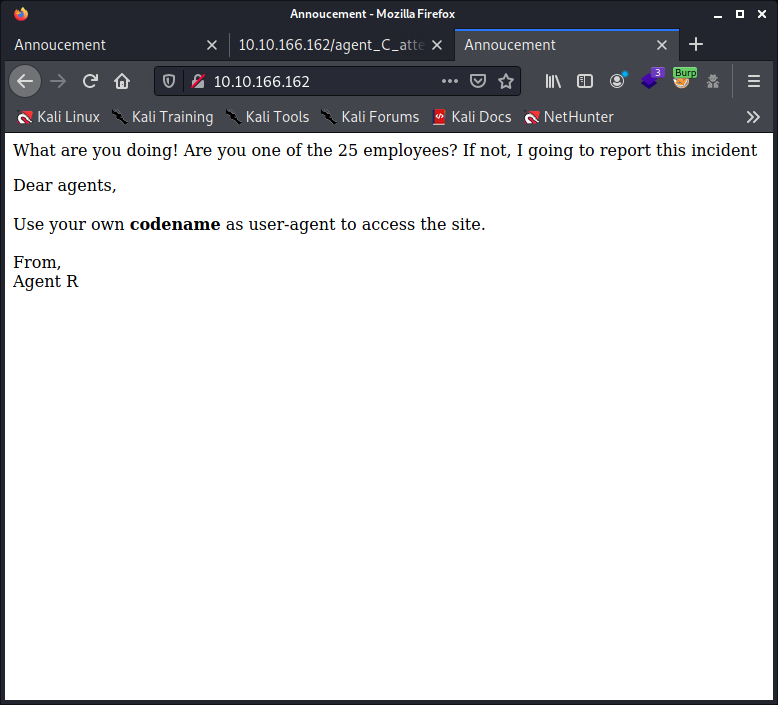 Annoucement - Mozilla Firefox
Annoucement
10.10.166.162/agent_C_atte
Annoucement
10.10.166.162
3
Burp
Kali Linux
Kali Training
Kali Tools
Kali Forums
Kali Docs
NetHunter
What are you doing! Are you one of the 25 employees? If not, I going to report this incident
Dear agents,
Use your own codename as user-agent to access the site.
From,
Agent R